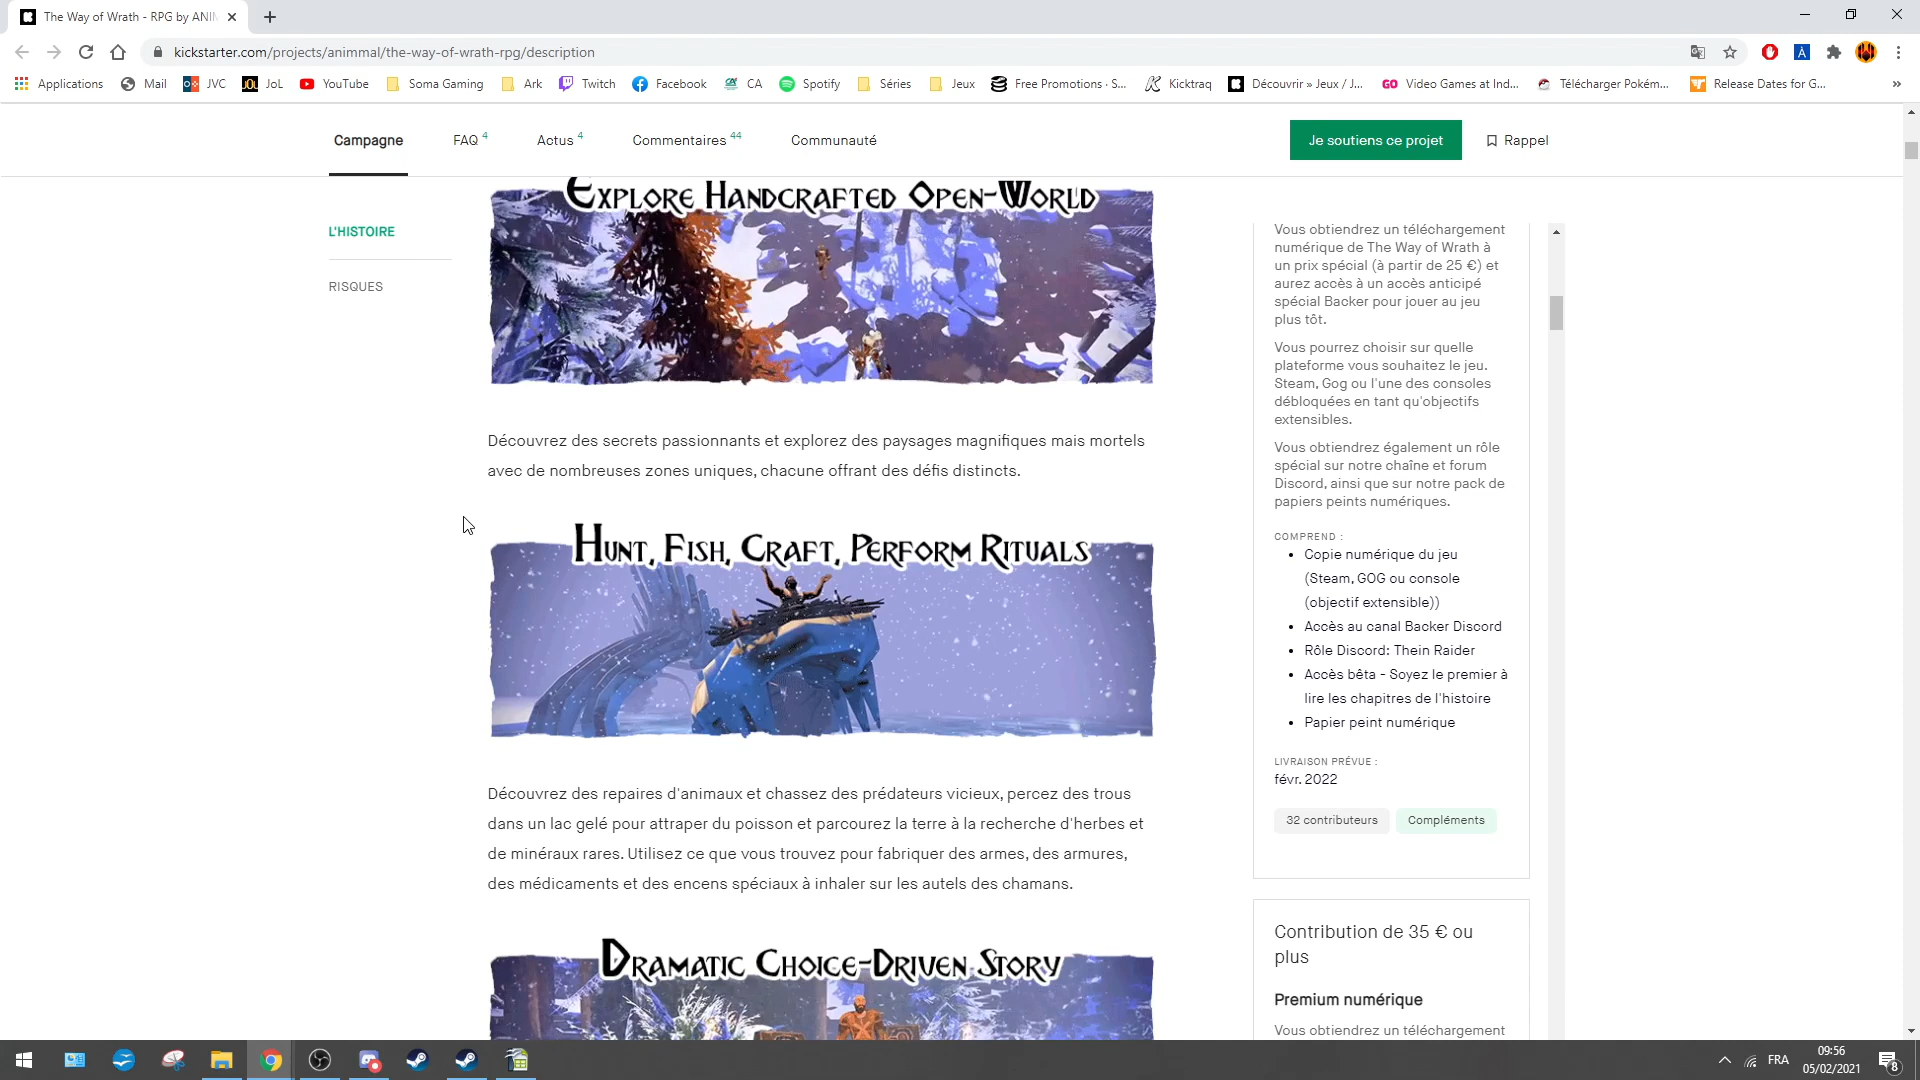 The Way of Wrath - RPG by ANIM
kickstarter.com/projects/animmal/the-way-of-wrath-rpg/description
Applications Mail JVC JoL YouTube Soma Gaming Ark Twitch Facebook CA Spotify Séries Jeux Free Promotions · S... Kicktraq Découvrir » Jeux / J... GO Video Games at Ind... Télécharger Pokém... Release Dates for G... »
Campagne FAQ 4 Actus 4 Commentaires 44 Communauté Je soutiens ce projet Rappel
L'HISTOIRE
RISQUES
Explore Handcrafted Open-World
Découvrez des secrets passionnants et explorez des paysages magnifiques mais mortels
avec de nombreuses zones uniques, chacune offrant des défis distincts.
Hunt, Fish, Craft, Perform Rituals
Découvrez des repaires d'animaux et chassez des prédateurs vicieux, percez des trous
dans un lac gelé pour attraper du poisson et parcourez la terre à la recherche d'herbes et
de minéraux rares. Utilisez ce que vous trouvez pour fabriquer des armes, des armures,
des médicaments et des encens spéciaux à inhaler sur les autels des chamans.
Dramatic Choice-Driven Story
Vous obtiendrez un téléchargement
numérique de The Way of Wrath à
un prix spécial (à partir de 25 €) et
aurez accès à un accès anticipé
spécial Backer pour jouer au jeu
plus tôt.
Vous pourrez choisir sur quelle
plateforme vous souhaitez le jeu.
Steam, Gog ou l'une des consoles
débloquées en tant qu'objectifs
extensibles.
Vous obtiendrez également un rôle
spécial sur notre chaîne et forum
Discord, ainsi que sur notre pack de
papiers peints numériques.
COMPREND :
• Copie numérique du jeu
(Steam, GOG ou console
(objectif extensible))
• Accès au canal Backer Discord
• Rôle Discord: Thein Raider
• Accès bêta - Soyez le premier à
lire les chapitres de l'histoire
• Papier peint numérique
LIVRAISON PRÉVUE :
févr. 2022
32 contributeurs Compléments
Contribution de 35 € ou
plus
Premium numérique
Vous obtiendrez un téléchargement
FRA
09:56
05/02/2021
8